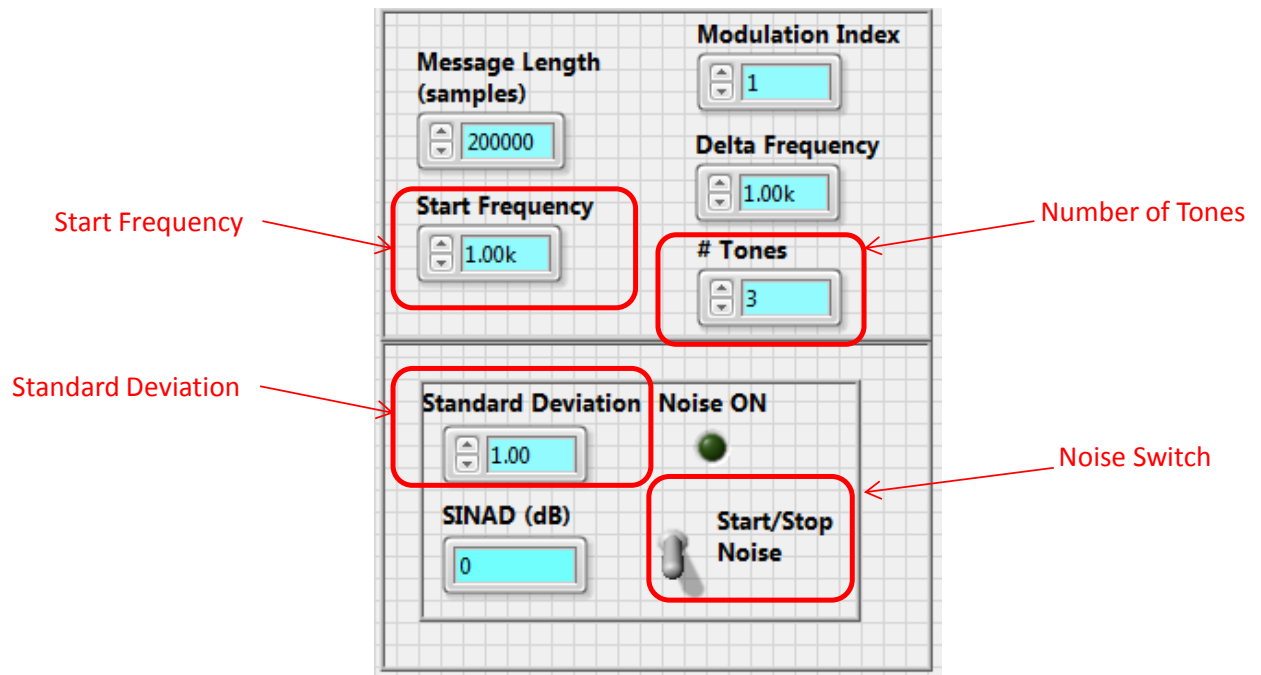 Modulation Index
Message Length
(samples)
1
200000
Delta Frequency
1.00k
Start Frequency
Start Frequency
Number of Tones
1.00k
# Tones
3
Standard Deviation
Standard Deviation
Noise ON
1.00
Noise Switch
SINAD (dB)
0
Start/Stop
Noise